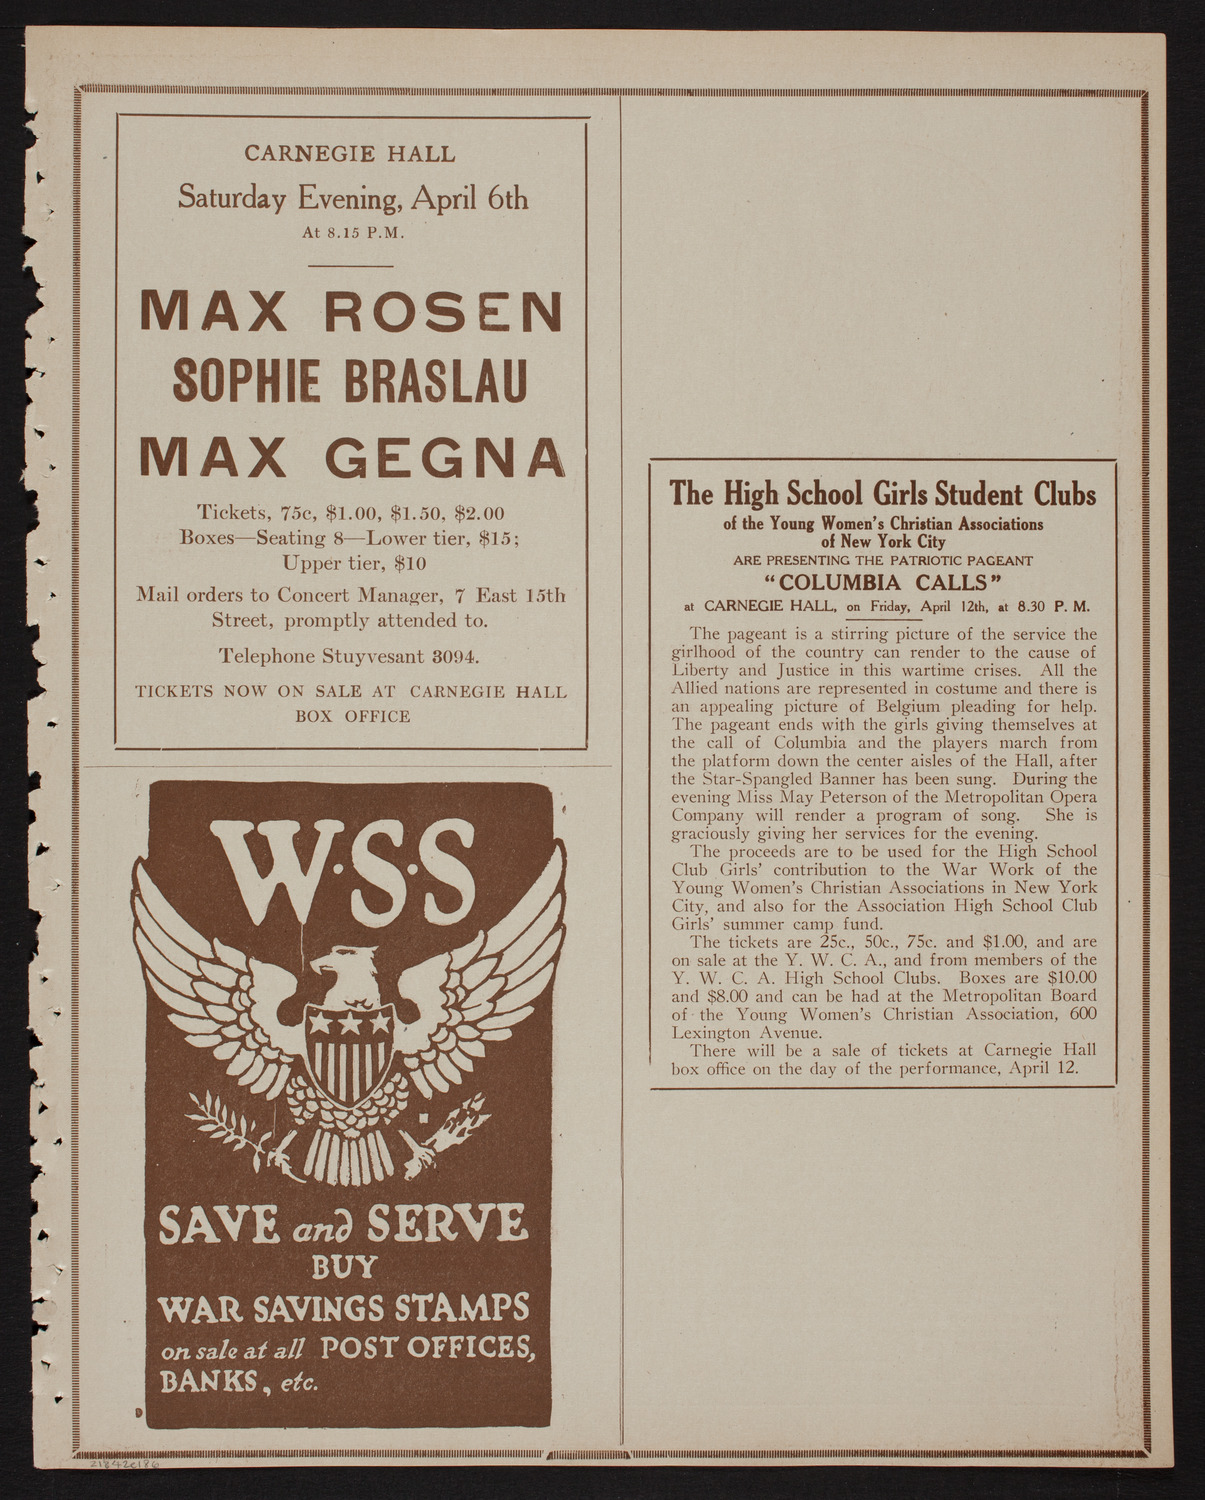 CARNEGIE HALL
Saturday Evening, April 6th
At 8.15 P.M.
MAX ROSEN
SOPHIE BRASLAU
MAX GEGNA
Tickets, 75c, $1.00, $1.50, $2.00
Boxes—Seating 8—Lower tier, $15;
Upper tier, $10
Mail orders to Concert Manager, 7 East 15th
Street, promptly attended to.
Telephone Stuyvesant 3094.
TICKETS NOW ON SALE AT CARNEGIE HALL
BOX OFFICE
W·S·S
SAVE and SERVE
BUY
WAR SAVINGS STAMPS
on sale at all POST OFFICES,
BANKS, etc.
The High School Girls Student Clubs
of the Young Women's Christian Associations
of New York City
ARE PRESENTING THE PATRIOTIC PAGEANT
"COLUMBIA CALLS"
at CARNEGIE HALL, on Friday, April 12th, at 8.30 P. M.
The pageant is a stirring picture of the service the
girlhood of the country can render to the cause of
Liberty and Justice in this wartime crises. All the
Allied nations are represented in costume and there is
an appealing picture of Belgium pleading for help.
The pageant ends with the girls giving themselves at
the call of Columbia and the players march from
the platform down the center aisles of the Hall, after
the Star-Spangled Banner has been sung. During the
evening Miss May Peterson of the Metropolitan Opera
Company will render a program of song. She is
graciously giving her services for the evening.
The proceeds are to be used for the High School
Club Girls' contribution to the War Work of the
Young Women's Christian Associations in New York
City, and also for the Association High School Club
Girls' summer camp fund.
The tickets are 25c., 50c., 75c. and $1.00, and are
on sale at the Y. W. C. A., and from members of the
Y. W. C. A. High School Clubs. Boxes are $10.00
and $8.00 and can be had at the Metropolitan Board
of the Young Women's Christian Association, 600
Lexington Avenue.
There will be a sale of tickets at Carnegie Hall
box office on the day of the performance, April 12.